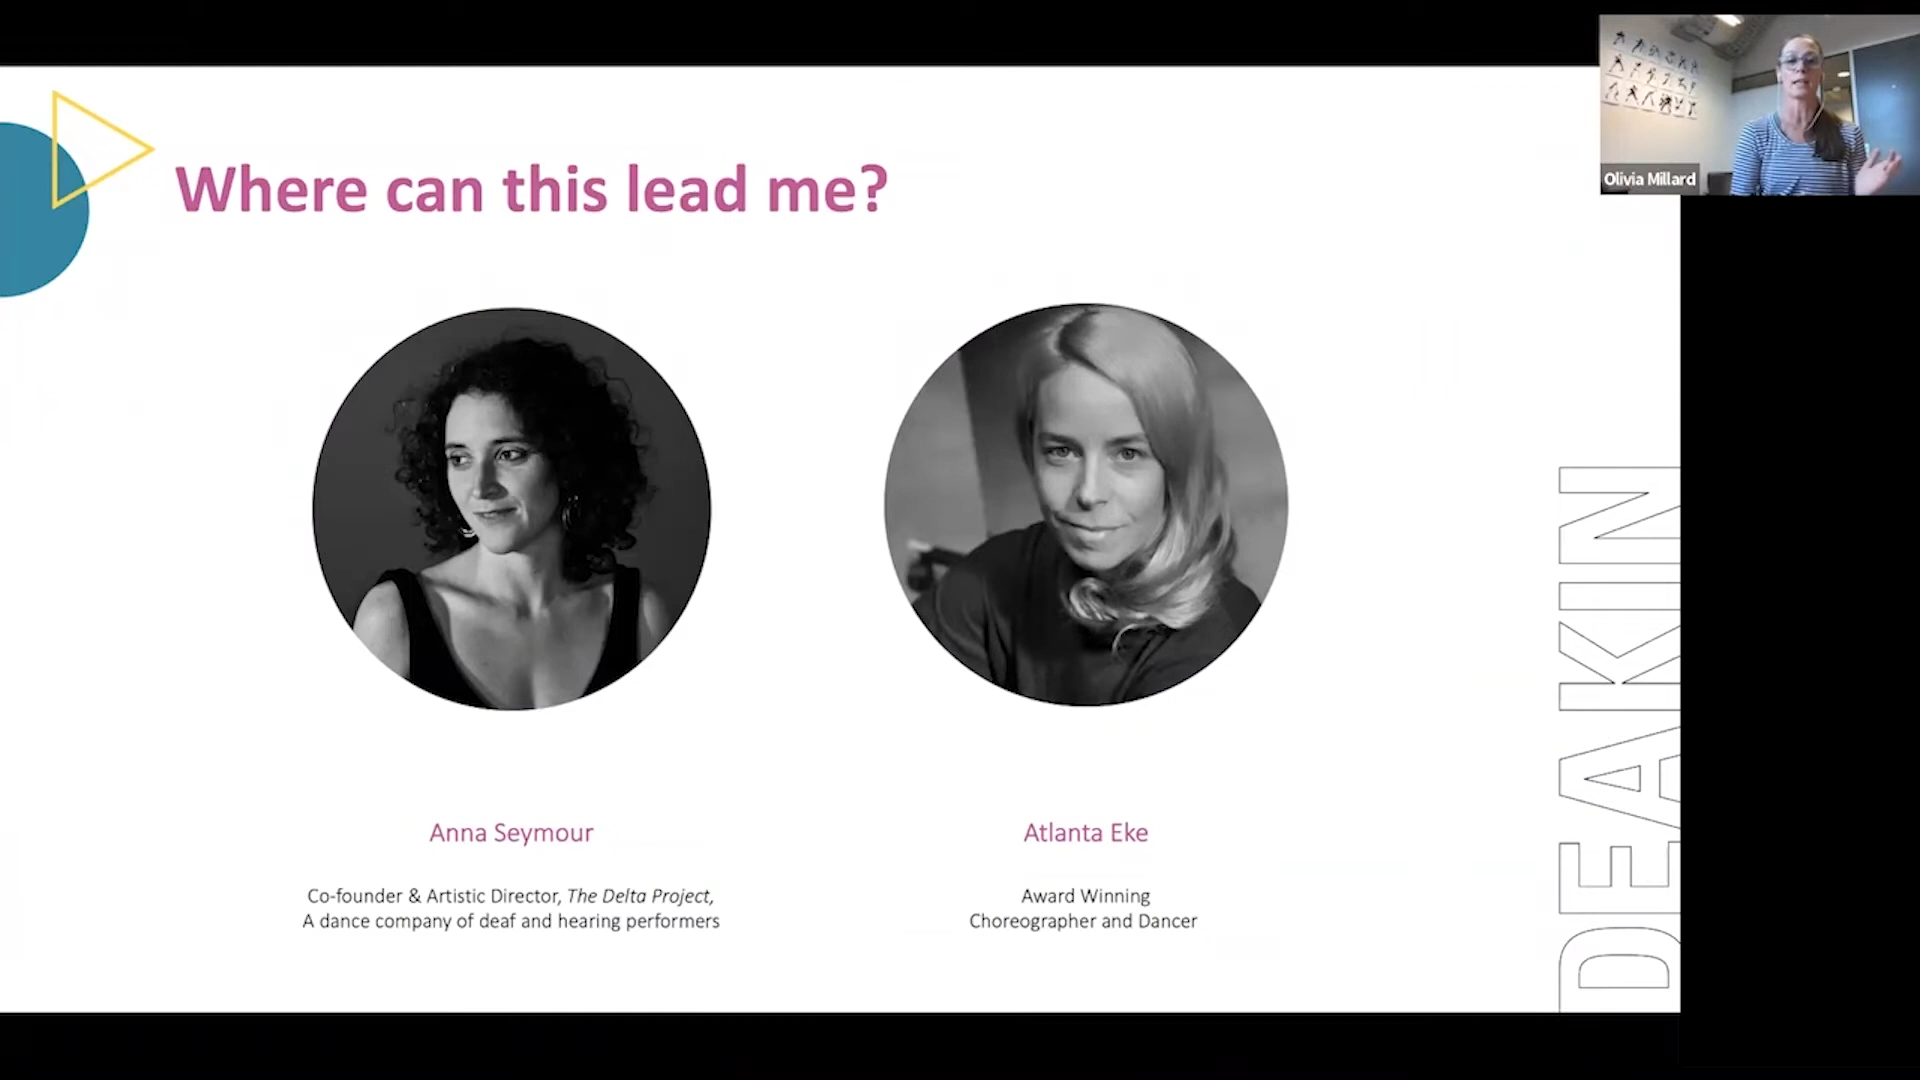 Where can this lead me?
Olivia Millard
Anna Seymour
Co-founder & Artistic Director, The Delta Project,
A dance company of deaf and hearing performers
Atlanta Eke
Award Winning
Choreographer and Dancer
DEAKIN